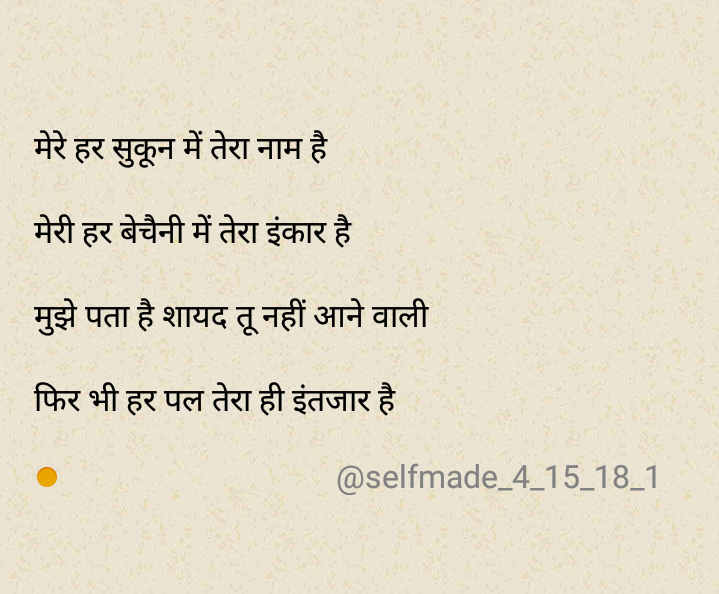 मेरे हर सुकून में तेरा नाम है
मेरी हर बेचैनी में तेरा इंकार है
मुझे पता है शायद तू नहीं आने वाली
फिर भी हर पल तेरा ही इंतजार है
@selfmade_4_15_18_1